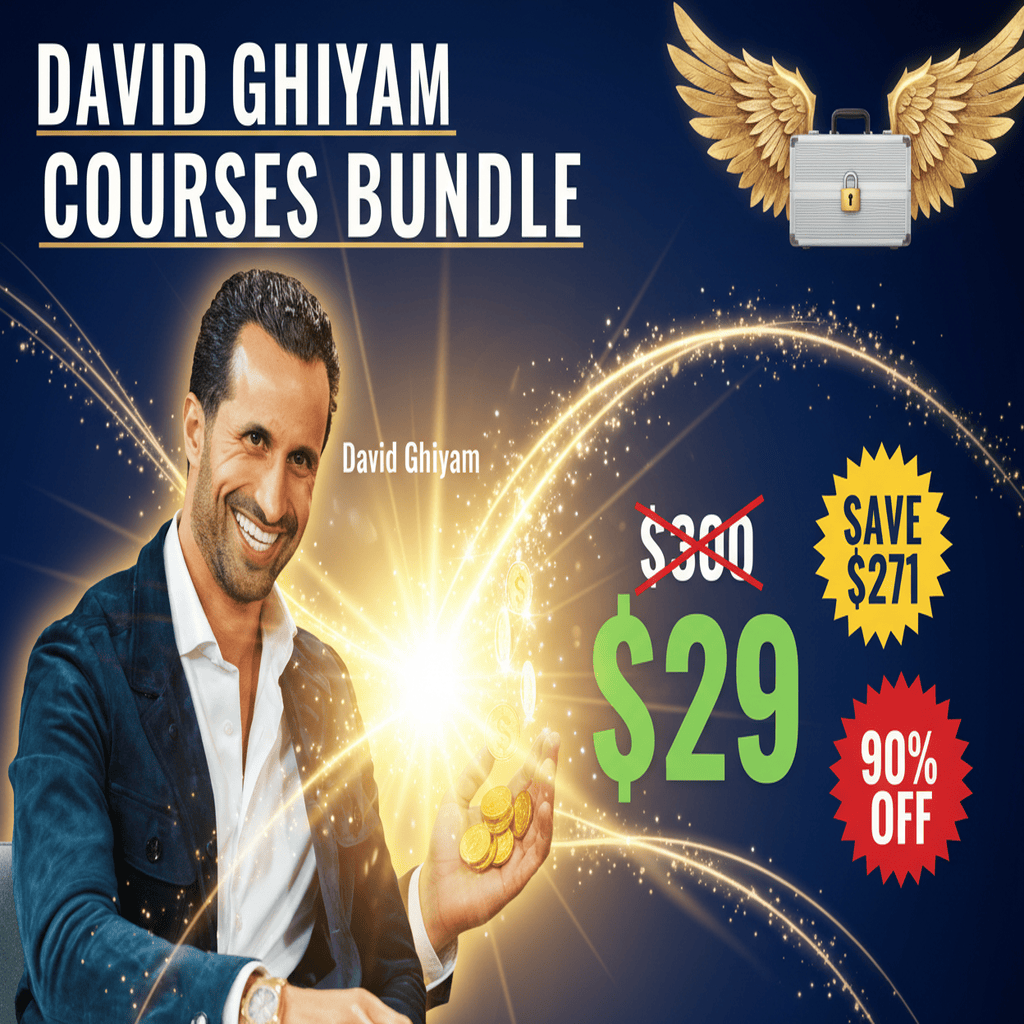 DAVID GHIYAM
COURSES BUNDLE
David Ghiyam
$300
$29
SAVE
$271
90%
OFF